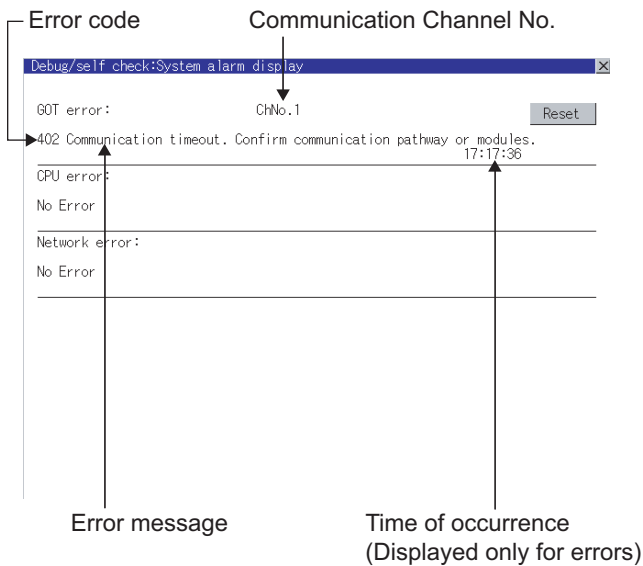 Error code
Communication Channel No.
Debug/self check:System alarm display
GOT error:
ChNo.1
Reset
402 Communication timeout. Confirm communication pathway or modules.
17:17:36
CPU error:
No Error
Network error:
No Error
Error message
Time of occurrence
(Displayed only for errors)